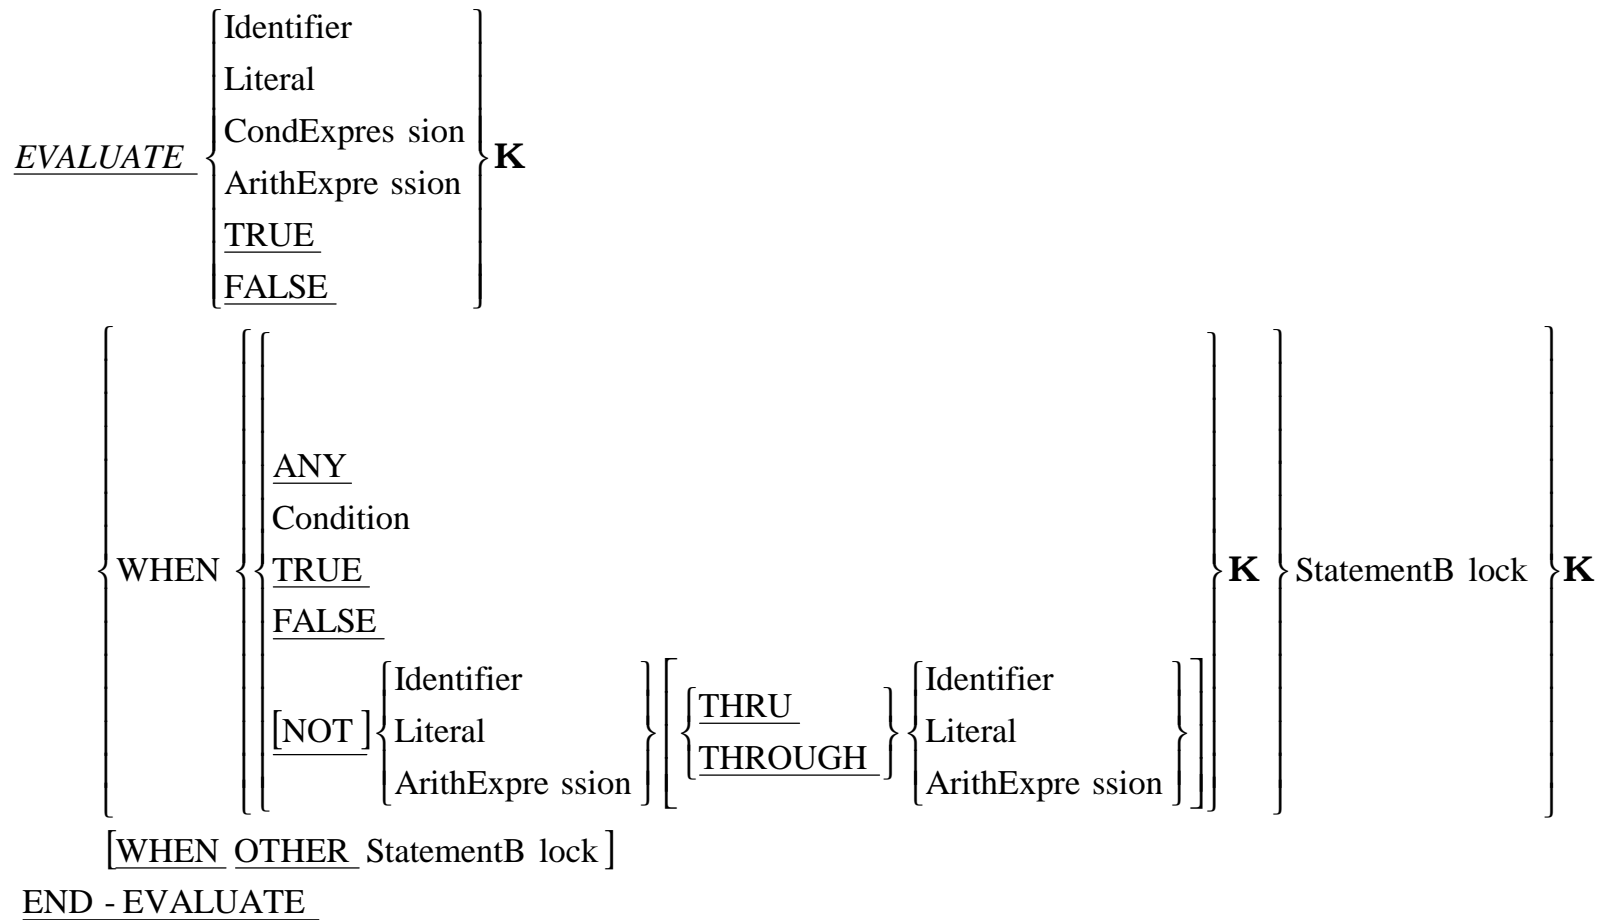 EVALUATE { Identifier
Literal
CondExpres sion
ArithExpre ssion
TRUE
FALSE } K
{ WHEN { { ANY
Condition
TRUE
FALSE
[NOT ] { Identifier
Literal
ArithExpre ssion } [ { THRU
THROUGH } { Identifier
Literal
ArithExpre ssion } ] } K } StatementB lock } K
[WHEN OTHER StatementB lock ]
END - EVALUATE